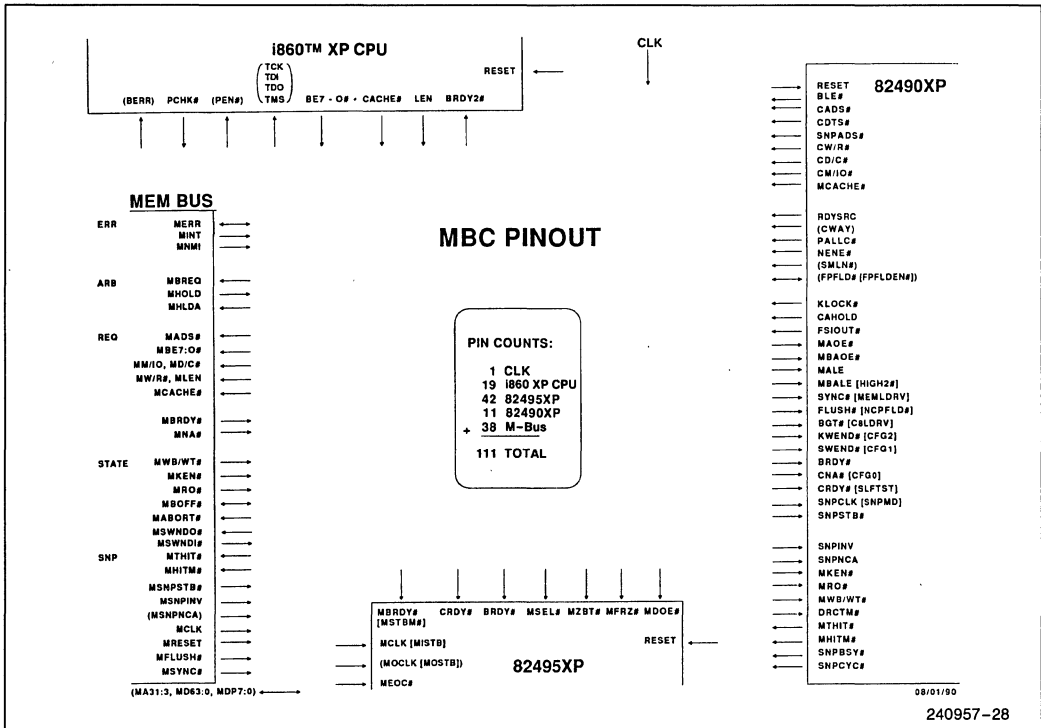 i860™ XP CPU
CLK
TCK
TDI
TDO
TMS
RESET
(BERR) PCHK# (PEN#) BE7 - O# + CACHE# LEN BRDY2#
82490XP
RESET
BLE#
CADS#
CDTS#
SNPADS#
CW/R#
CD/C#
CM/IO#
MCACHE#
RDYSRC
(CWAY)
PALLC#
NENE#
(SMLN#)
(FPFLD# [FPFLDEN#])
KLOCK#
CAHOLD
FSIOUT#
MAOE#
MBAOE#
MALE
MBALE [HIGHZ#]
SYNC# [MEMLDRV]
FLUSH# [NCPFLD#]
BGT# [C8LDRV]
KWEND# [CFG2]
SWEND# [CFG1]
BRDY#
CNA# [CFG0]
CRDY# [SLFTST]
SNPCLK [SNPMD]
SNPSTB#
SNPINV
SNPNCA
MKEN#
MRO#
MWB/WT#
DRCTM#
MTHIT#
MHITM#
SNPBSY#
SNPCYC#
MEM BUS
ERR MERR
MINT
MNMI
ARB MBREQ
MHOLD
MHLDA
REQ MADS#
MBE7:O#
MM/IO, MD/C#
MW/R#, MLEN
MCACHE#
MBRDY#
MNA#
STATE MWB/WT#
MKEN#
MRO#
MBOFF#
MABORT#
MSWNDO#
MSWNDI#
SNP MTHIT#
MHITM#
MSNPSTB#
MSNPINV
(MSNPNCA)
MCLK
MRESET
MFLUSH#
MSYNC#
(MA31:3, MD63:0, MDP7:0)
MBC PINOUT
PIN COUNTS:
1 CLK
19 i860 XP CPU
42 82495XP
11 82490XP
+ 38 M-Bus
111 TOTAL
MBRDY# CRDY# BRDY# MSEL# MZBT# MFRZ# MDOE#
[MSTBM#]
MCLK [MISTB]
RESET
(MOCLK [MOSTB])
82495XP
MEOC#
08/01/90
240957-28